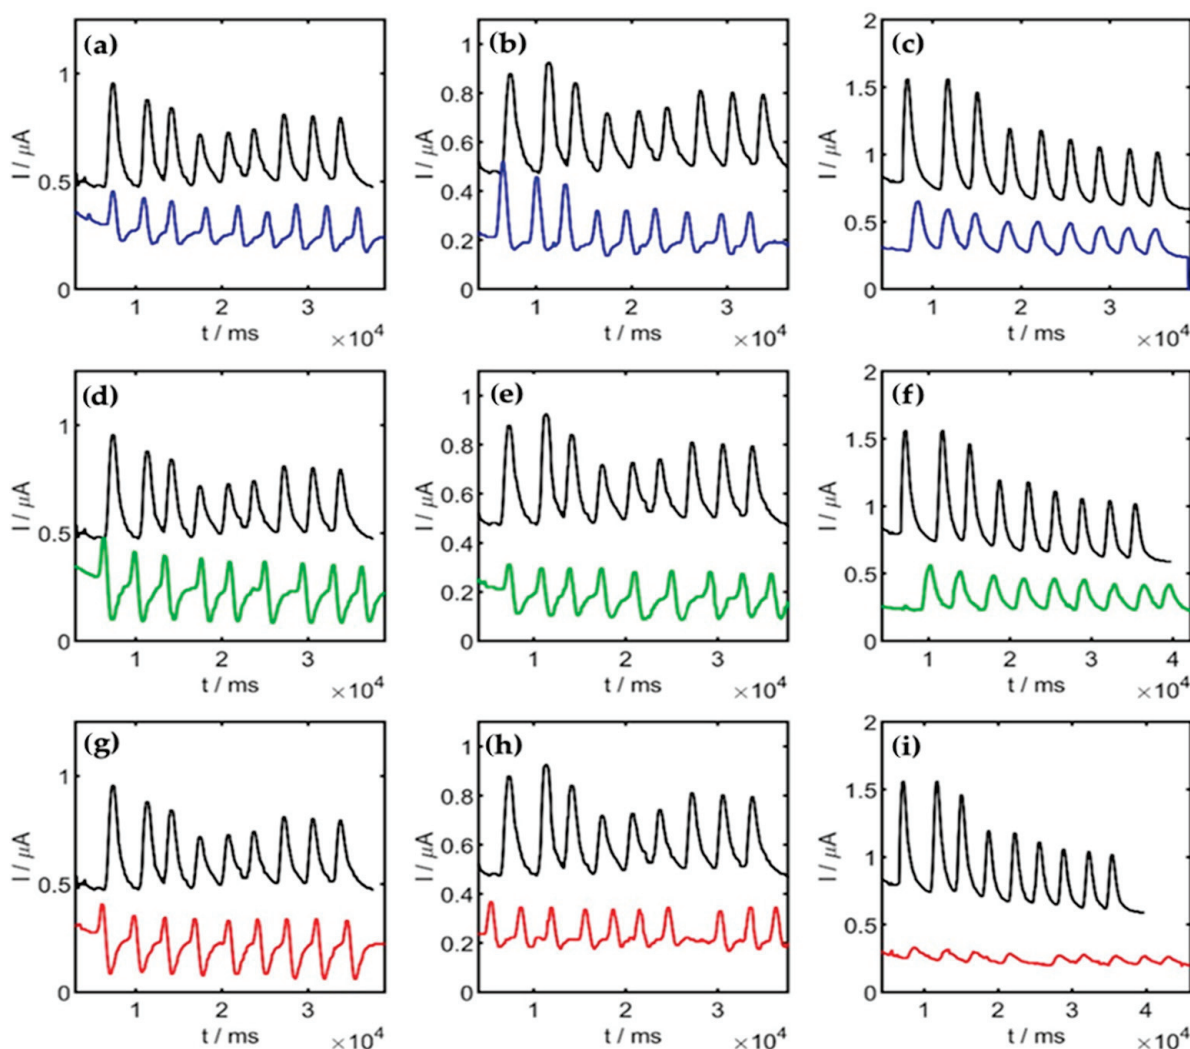 (a) (b) (c)
1 1 2
0.8 1.5
0.6 1
0.5 0.4 0.5
0.2
0 0 0
I / μA I / μA I / μA
1 2 3 1 2 3 1 2 3
t / ms t / ms t / ms
×10⁴ ×10⁴ ×10⁴
(d) (e) (f)
1 1 2
0.8 1.5
0.6 1
0.5 0.4 0.5
0.2
0 0 0
I / μA I / μA I / μA
1 2 3 1 2 3 1 2 3 4
t / ms t / ms t / ms
×10⁴ ×10⁴ ×10⁴
(g) (h) (i)
1 1 2
0.8 1.5
0.6 1
0.5 0.4 0.5
0.2
0 0 0
I / μA I / μA I / μA
1 2 3 1 2 3 1 2 3 4
t / ms t / ms t / ms
×10⁴ ×10⁴ ×10⁴